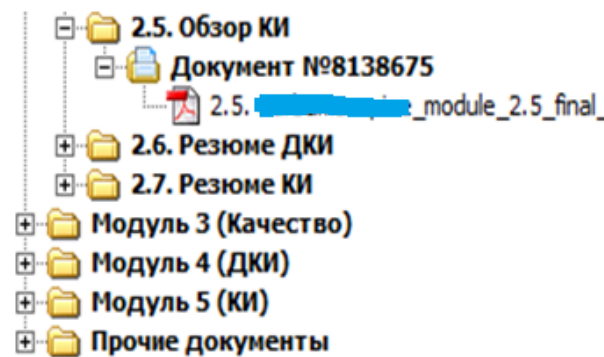 2.5. Обзор КИ
Документ №8138675
2.5. _module_2.5_final_
2.6. Резюме ДКИ
2.7. Резюме КИ
Модуль 3 (Качество)
Модуль 4 (ДКИ)
Модуль 5 (КИ)
Прочие документы